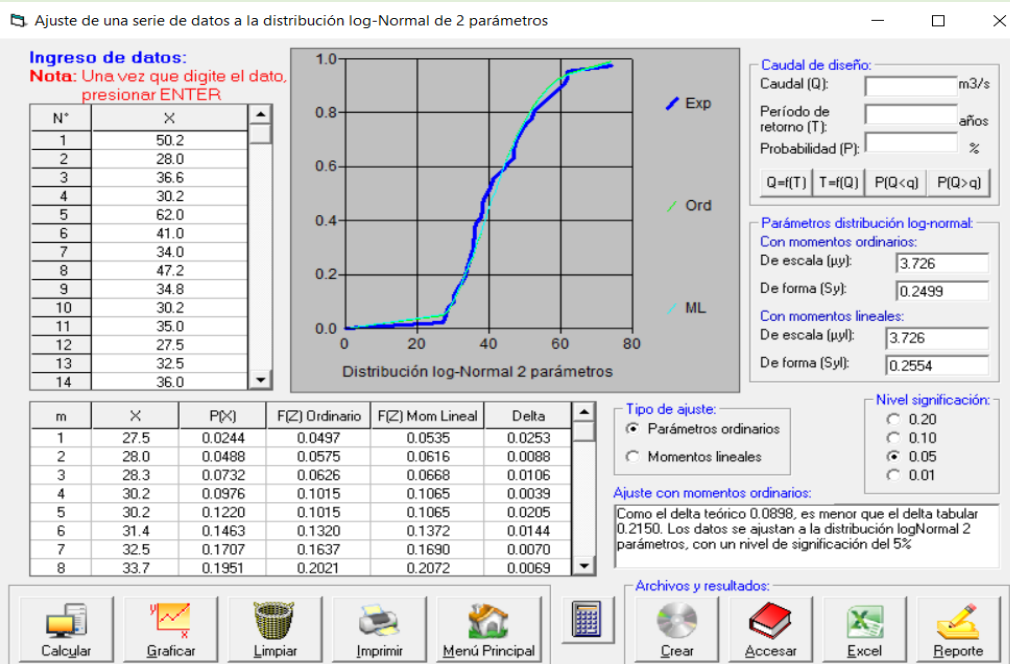 Ajuste de una serie de datos a la distribución log-Normal de 2 parámetros
Ingreso de datos:
Nota: Una vez que digite el dato,
presionar ENTER
N° X
1 50.2
2 28.0
3 36.6
4 30.2
5 62.0
6 41.0
7 34.0
8 47.2
9 34.8
10 30.2
11 35.0
12 27.5
13 32.5
14 36.0
1.0
0.8
0.6
0.4
0.2
0.0
0 20 40 60 80
Distribución log-Normal 2 parámetros
Exp
Ord
ML
Caudal de diseño:
Caudal (Q): m3/s
Período de
retorno (T): años
Probabilidad (P): %
Q=f(T) T=f(Q) P(Q<q) P(Q>q)
Parámetros distribución log-normal:
Con momentos ordinarios:
De escala (µy): 3.726
De forma (Sy): 0.2499
Con momentos lineales:
De escala (µyl): 3.726
De forma (Syl): 0.2554
m X P(X) F(Z) Ordinario F(Z) Mom Lineal Delta
1 27.5 0.0244 0.0497 0.0535 0.0253
2 28.0 0.0488 0.0575 0.0616 0.0088
3 28.3 0.0732 0.0626 0.0668 0.0106
4 30.2 0.0976 0.1015 0.1065 0.0039
5 30.2 0.1220 0.1015 0.1065 0.0205
6 31.4 0.1463 0.1320 0.1372 0.0144
7 32.5 0.1707 0.1637 0.1690 0.0070
8 33.7 0.1951 0.2021 0.2072 0.0069
Tipo de ajuste:
Parámetros ordinarios
Momentos lineales
Nivel significación:
0.20
0.10
0.05
0.01
Ajuste con momentos ordinarios:
Como el delta teórico 0.0898, es menor que el delta tabular
0.2150. Los datos se ajustan a la distribución logNormal 2
parámetros, con un nivel de significación del 5%
Archivos y resultados:
y x
Calcular Graficar Limpiar Imprimir Menú Principal Crear Accesar Excel Reporte